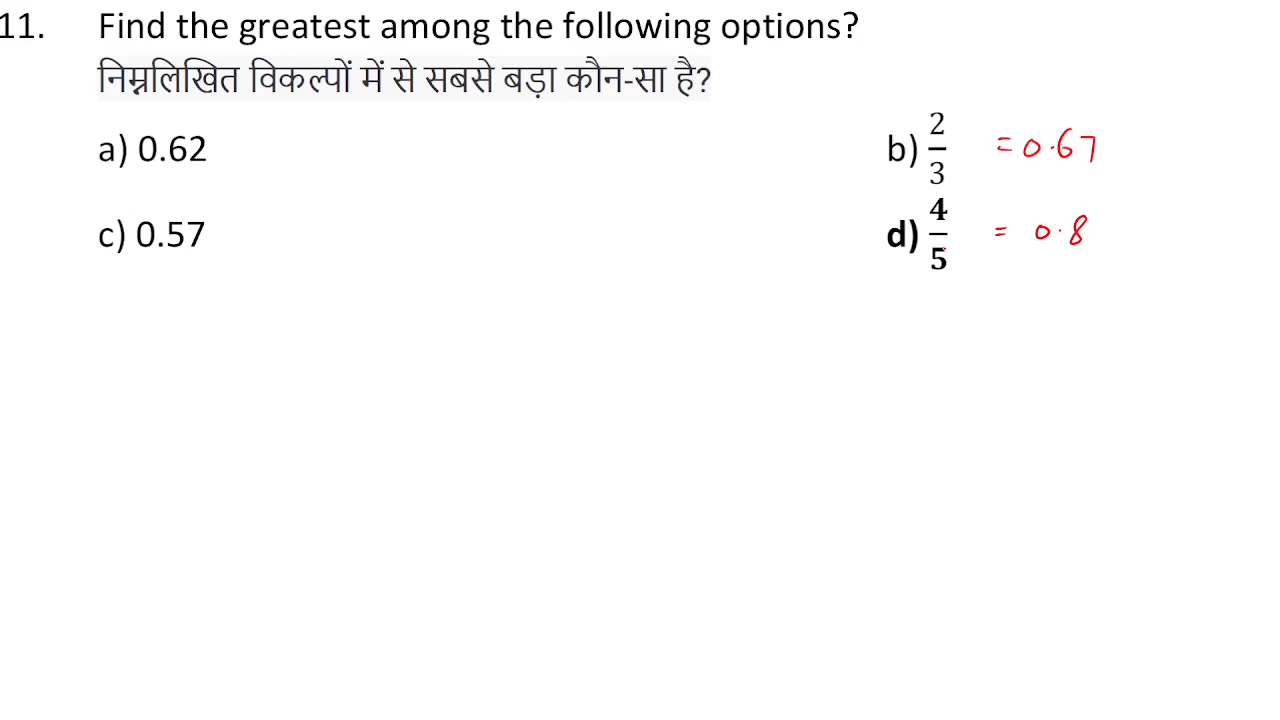 11. Find the greatest among the following options?
निम्नलिखित विकल्पों में से सबसे बड़ा कौन-सा है?
a) 0.62 b) 2/3 = 0.67
c) 0.57 d) 4/5 = 0.8